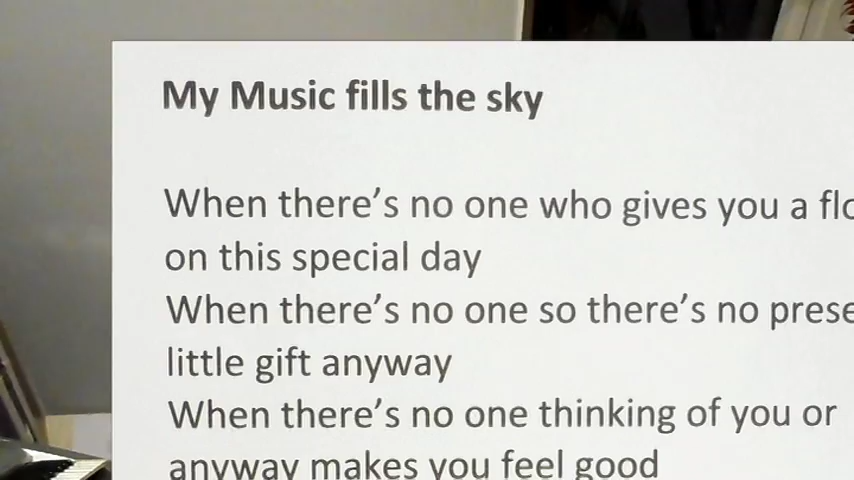 My Music fills the sky
When there's no one who gives you a
on this special day
When there's no one so there's no
little gift anyway
When there's no one thinking of you or
anyway makes you feel good